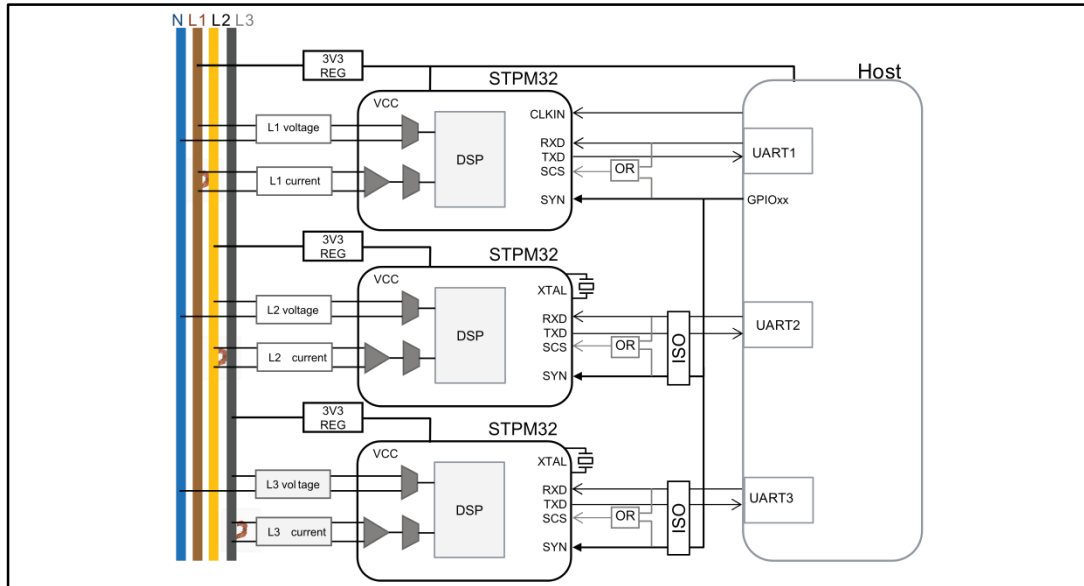 N L1 L2 L3
3V3
REG
STPM32
Host
VCC
CLKIN
L1 voltage
RXD
UART1
DSP
TXD
OR
SCS
L1 current
SYN
GPIOxx
3V3
REG
STPM32
VCC
XTAL
L2 voltage
RXD
UART2
DSP
TXD
ISO
SCS
OR
L2 current
SYN
3V3
REG
STPM32
VCC
XTAL
L3 vol tage
RXD
UART3
DSP
TXD
ISO
SCS
OR
L3 current
SYN